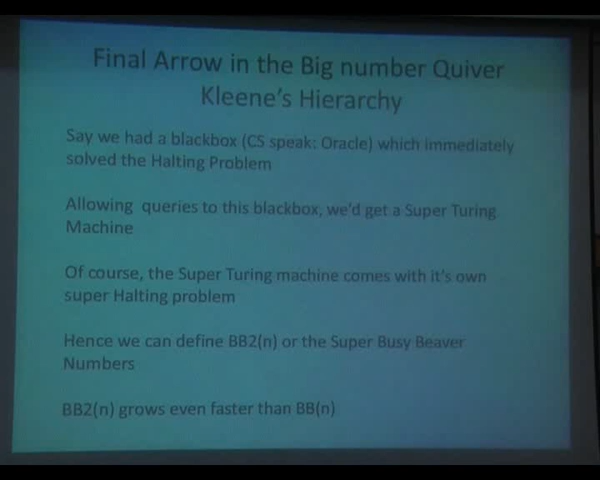 Final Arrow in the Big number Quiver
Kleene's Hierarchy
Say we had a blackbox (CS speak: Oracle) which immediately
solved the Halting Problem
Allowing queries to this blackbox, we'd get a Super Turing
Machine
Of course, the Super Turing machine comes with it's own
super Halting problem
Hence we can define BB2(n) or the Super Busy Beaver
Numbers
BB2(n) grows even faster than BB(n)